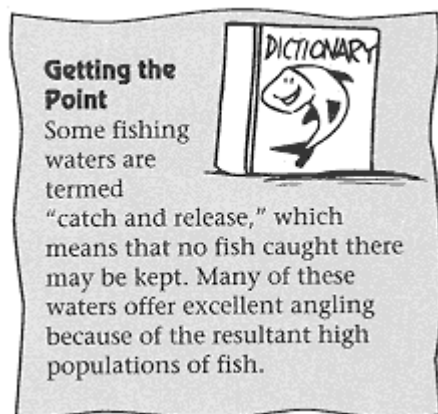 DICTIONARY
Getting the
Point
Some fishing
waters are
termed
“catch and release,” which
means that no fish caught there
may be kept. Many of these
waters offer excellent angling
because of the resultant high
populations of fish.